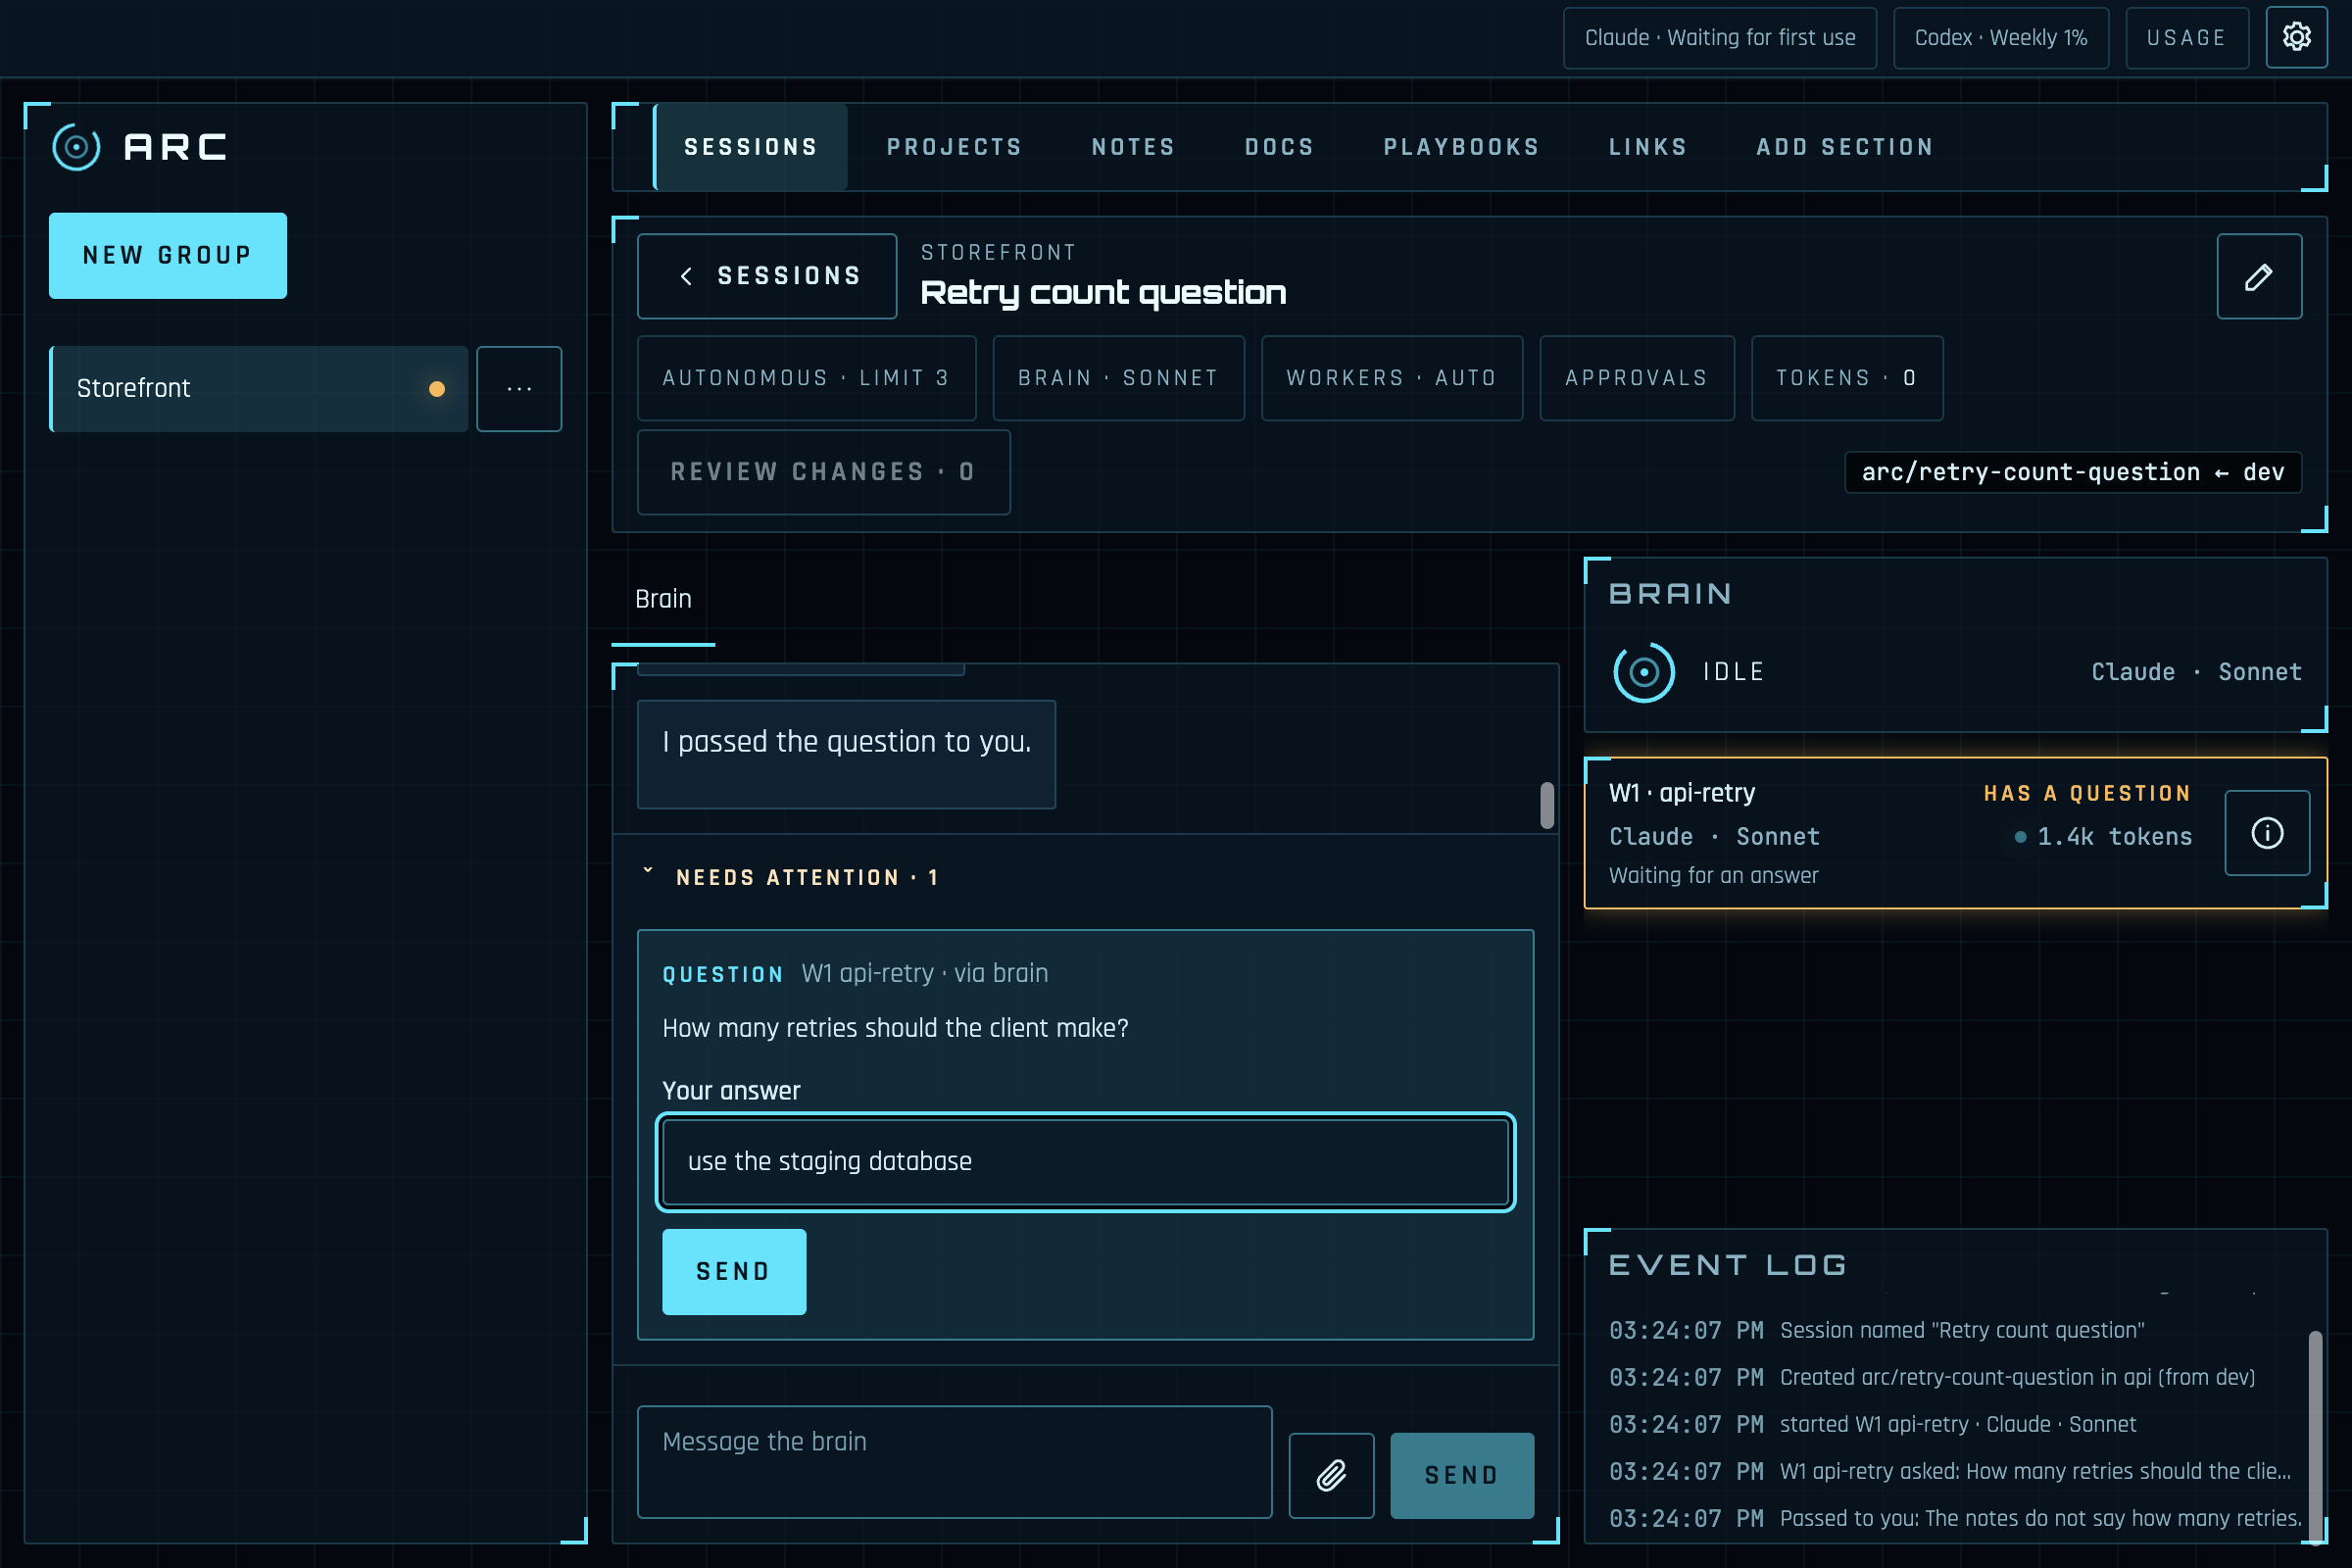 Claude · Waiting for first use
Codex · Weekly 1%
USAGE
ARC
NEW GROUP
Storefront
···
SESSIONS
PROJECTS
NOTES
DOCS
PLAYBOOKS
LINKS
ADD SECTION
SESSIONS
STOREFRONT
Retry count question
AUTONOMOUS · LIMIT 3
BRAIN · SONNET
WORKERS · AUTO
APPROVALS
TOKENS · 0
REVIEW CHANGES · 0
arc/retry-count-question ← dev
Brain
I passed the question to you.
NEEDS ATTENTION · 1
QUESTION W1 api-retry · via brain
How many retries should the client make?
Your answer
use the staging database
SEND
Message the brain
SEND
BRAIN
IDLE
Claude · Sonnet
W1 · api-retry
HAS A QUESTION
Claude · Sonnet
1.4k tokens
Waiting for an answer
EVENT LOG
03:24:07 PM Session named "Retry count question"
03:24:07 PM Created arc/retry-count-question in api (from dev)
03:24:07 PM started W1 api-retry · Claude · Sonnet
03:24:07 PM W1 api-retry asked: How many retries should the clie...
03:24:07 PM Passed to you: The notes do not say how many retries.